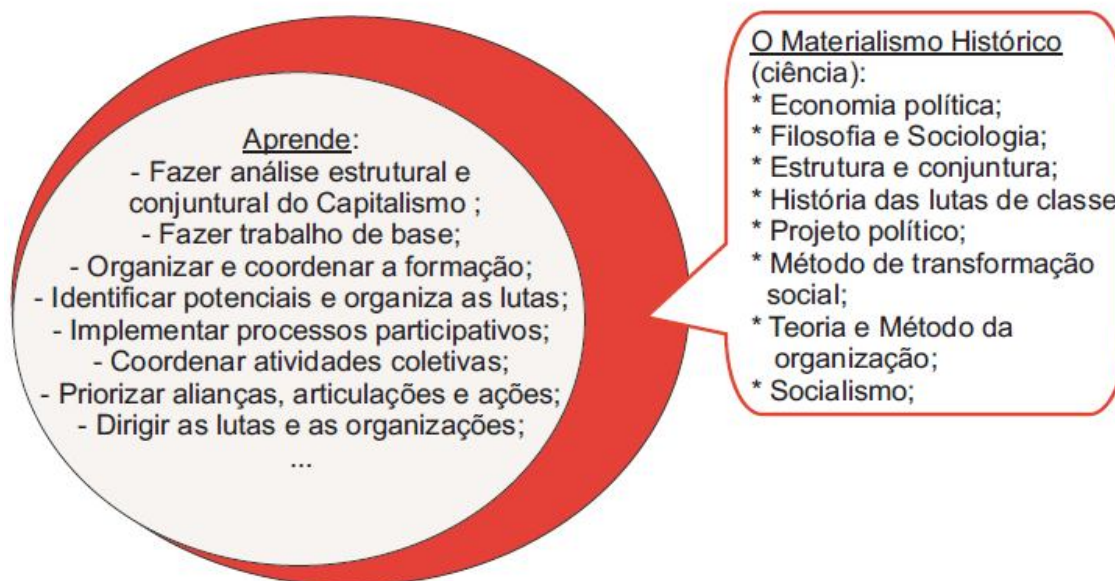 Aprende:
- Fazer análise estrutural e
conjuntural do Capitalismo ;
- Fazer trabalho de base;
- Organizar e coordenar a formação;
- Identificar potenciais e organiza as lutas;
- Implementar processos participativos;
- Coordenar atividades coletivas;
- Priorizar alianças, articulações e ações;
- Dirigir as lutas e as organizações;
...
O Materialismo Histórico
(ciência):
* Economia política;
* Filosofia e Sociologia;
* Estrutura e conjuntura;
* História das lutas de classe
* Projeto político;
* Método de transformação
social;
* Teoria e Método da
organização;
* Socialismo;